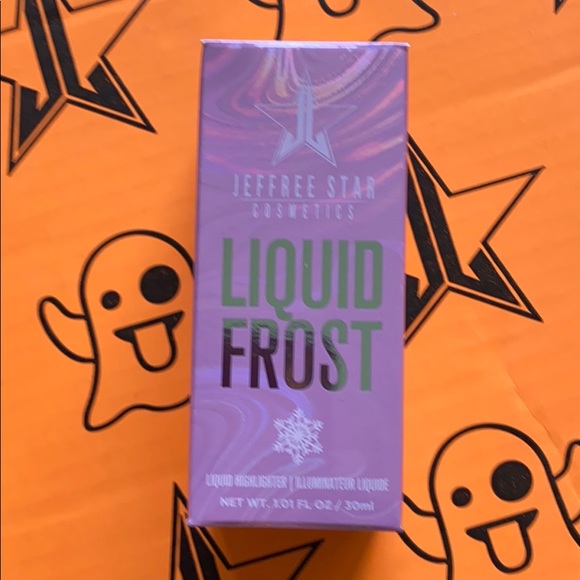 JEFFREE STAR
COSMETICS
LIQUID
FROST
LIQUID HIGHLIGHTER | ILLUMINATEUR LIQUIDE
NET WT. 1.01 FL OZ / 30ml